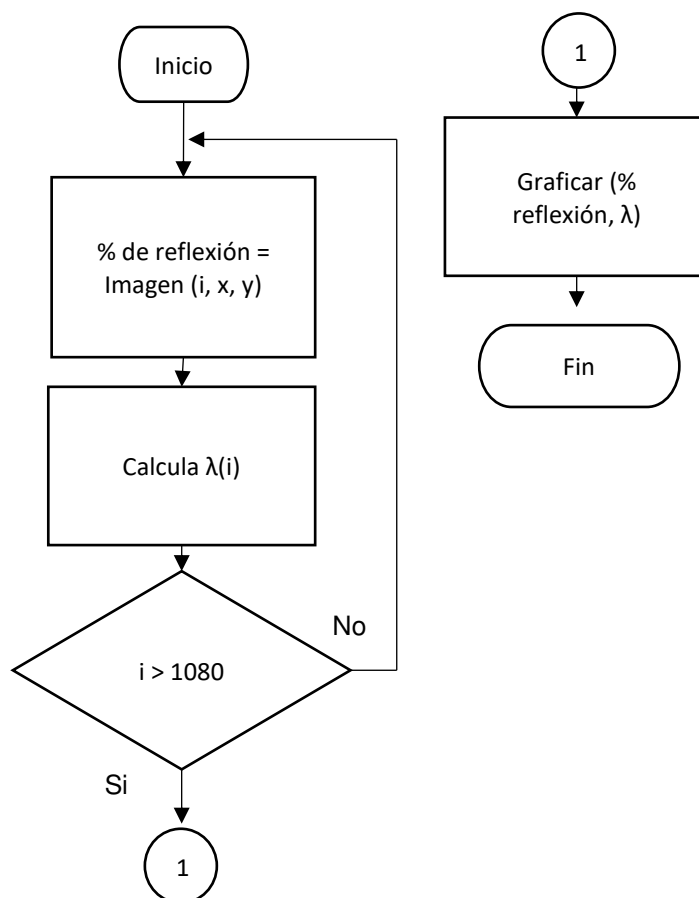 Inicio
% de reflexión =
Imagen (i, x, y)
Calcula λ(i)
i > 1080
No
Si
1
1
Graficar (%
reflexión, λ)
Fin